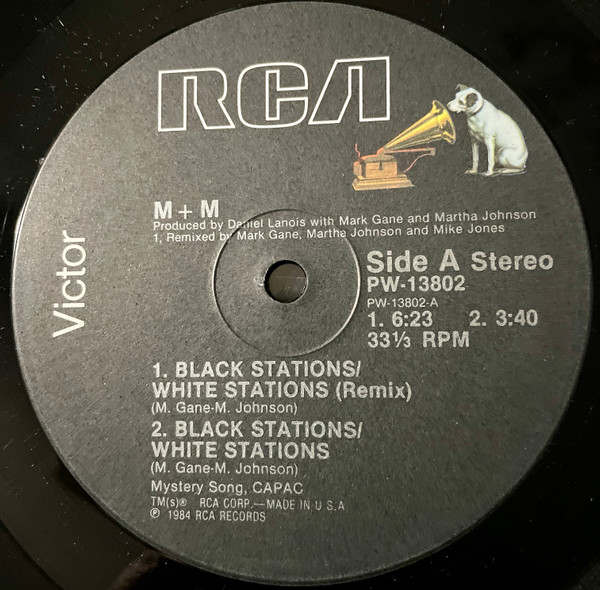 RCA
Victor
M + M
Produced by Daniel Lanois with Mark Gane and Martha Johnson
1, Remixed by Mark Gane, Martha Johnson and Mike Jones
Side A Stereo
PW-13802
PW-13802-A
1. 6:23 2. 3:40
33⅓ RPM
1. BLACK STATIONS/
WHITE STATIONS (Remix)
(M. Gane-M. Johnson)
2. BLACK STATIONS/
WHITE STATIONS
(M. Gane-M. Johnson)
Mystery Song, CAPAC
TM(s)® RCA CORP.—MADE IN U.S.A
℗ 1984 RCA RECORDS